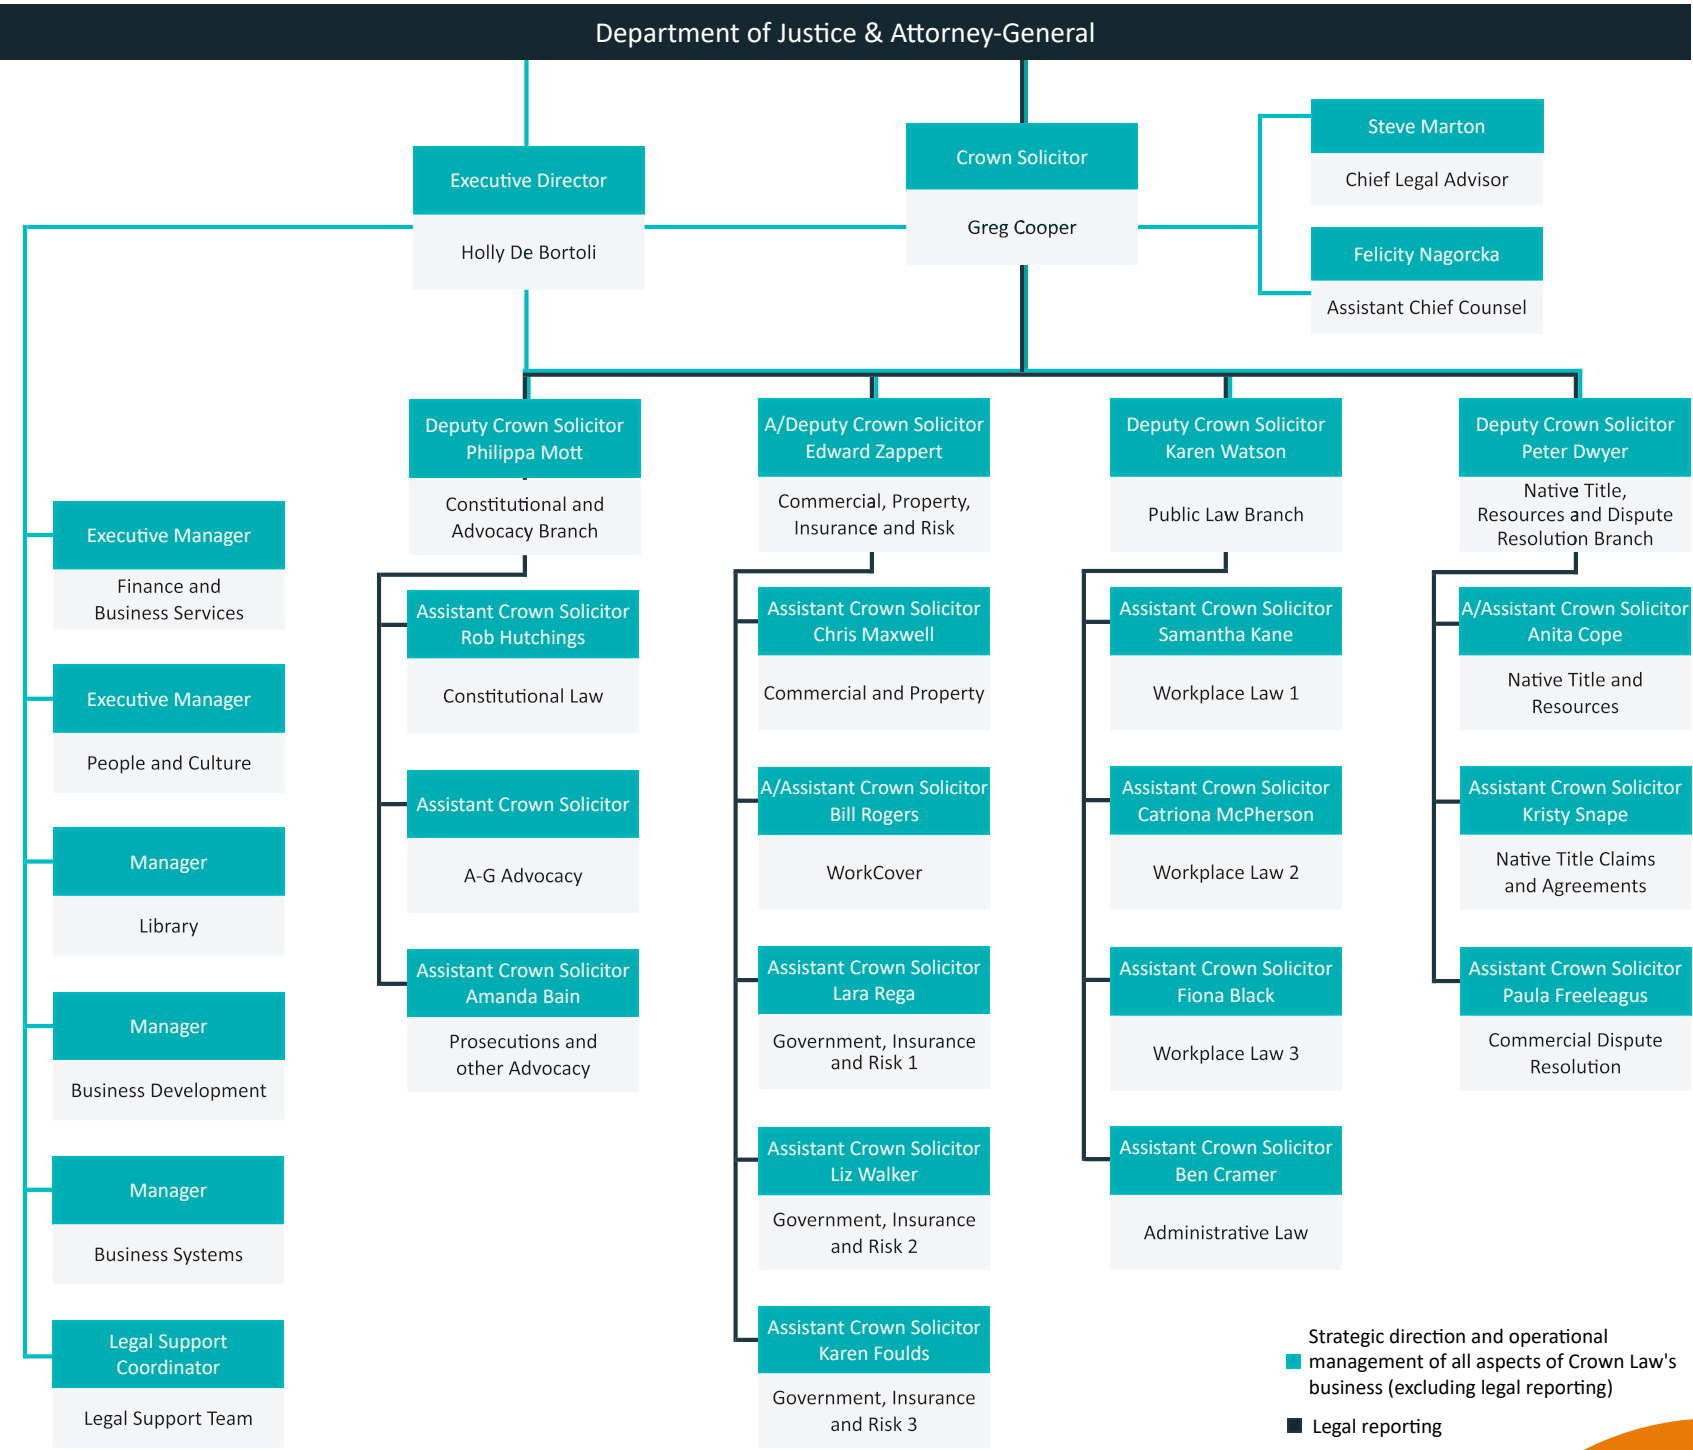 Department of Justice & Attorney-General
Executive Director
Holly De Bortoli
Crown Solicitor
Greg Cooper
Steve Marton
Chief Legal Advisor
Felicity Nagorcka
Assistant Chief Counsel
Executive Manager
Finance and
Business Services
Executive Manager
People and Culture
Manager
Library
Manager
Business Development
Manager
Business Systems
Legal Support
Coordinator
Legal Support Team
Deputy Crown Solicitor
Philippa Mott
Constitutional and
Advocacy Branch
Assistant Crown Solicitor
Rob Hutchings
Constitutional Law
Assistant Crown Solicitor
A-G Advocacy
Assistant Crown Solicitor
Amanda Bain
Prosecutions and
other Advocacy
A/Deputy Crown Solicitor
Edward Zappert
Commercial, Property,
Insurance and Risk
Assistant Crown Solicitor
Chris Maxwell
Commercial and Property
A/Assistant Crown Solicitor
Bill Rogers
WorkCover
Assistant Crown Solicitor
Lara Rega
Government, Insurance
and Risk 1
Assistant Crown Solicitor
Liz Walker
Government, Insurance
and Risk 2
Assistant Crown Solicitor
Karen Foulds
Government, Insurance
and Risk 3
Deputy Crown Solicitor
Karen Watson
Public Law Branch
Assistant Crown Solicitor
Samantha Kane
Workplace Law 1
Assistant Crown Solicitor
Catriona McPherson
Workplace Law 2
Assistant Crown Solicitor
Fiona Black
Workplace Law 3
Assistant Crown Solicitor
Ben Cramer
Administrative Law
Deputy Crown Solicitor
Peter Dwyer
Native Title,
Resources and Dispute
Resolution Branch
A/Assistant Crown Solicitor
Anita Cope
Native Title and
Resources
Assistant Crown Solicitor
Kristy Snape
Native Title Claims
and Agreements
Assistant Crown Solicitor
Paula Freeleagus
Commercial Dispute
Resolution
Strategic direction and operational
management of all aspects of Crown Law's
business (excluding legal reporting)
Legal reporting